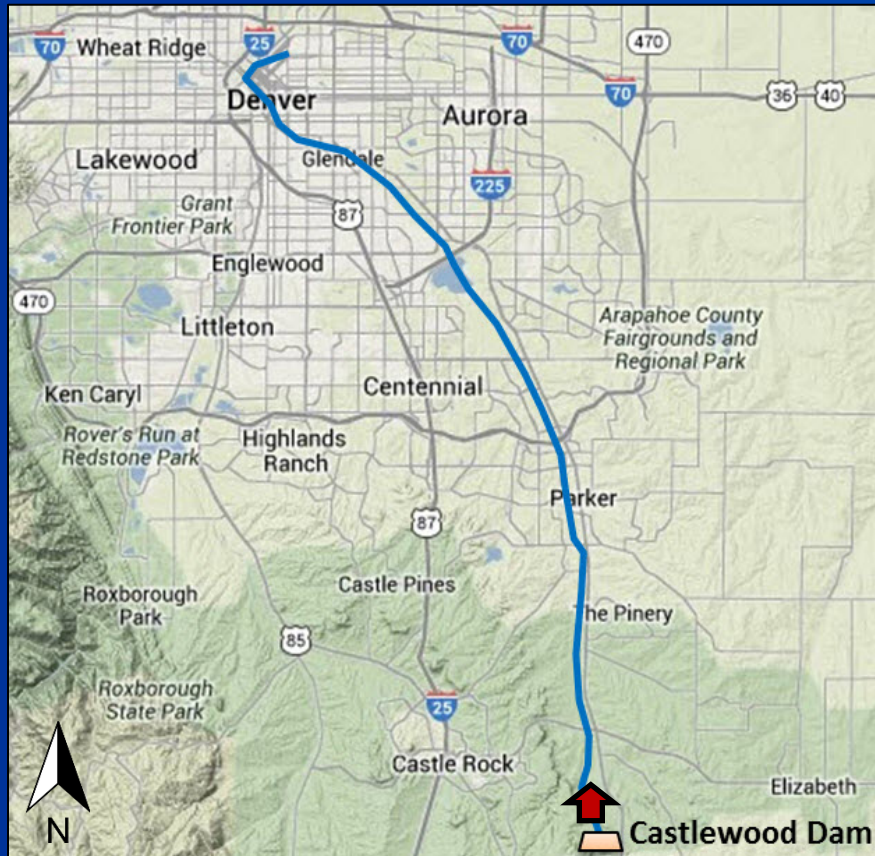 70
Wheat Ridge
25
70
470
Denver
Aurora
70
36
40
Lakewood
Glendale
225
Grant
Frontier Park
87
Englewood
470
Littleton
Arapahoe County
Fairgrounds and
Regional Park
Ken Caryl
Centennial
Rover's Run at
Redstone Park
Highlands
Ranch
Parker
87
Castle Pines
Roxborough
Park
The Pinery
85
Roxborough
State Park
25
Castle Rock
Elizabeth
N
Castlewood Dam